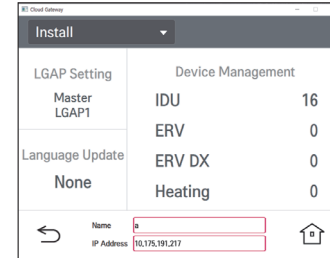 Cloud Gateway
Install
LGAP Setting
Master
LGAP1
Language Update
None
Device Management
IDU 16
ERV 0
ERV DX 0
Heating 0
Name a
IP Address 10,175,191,217